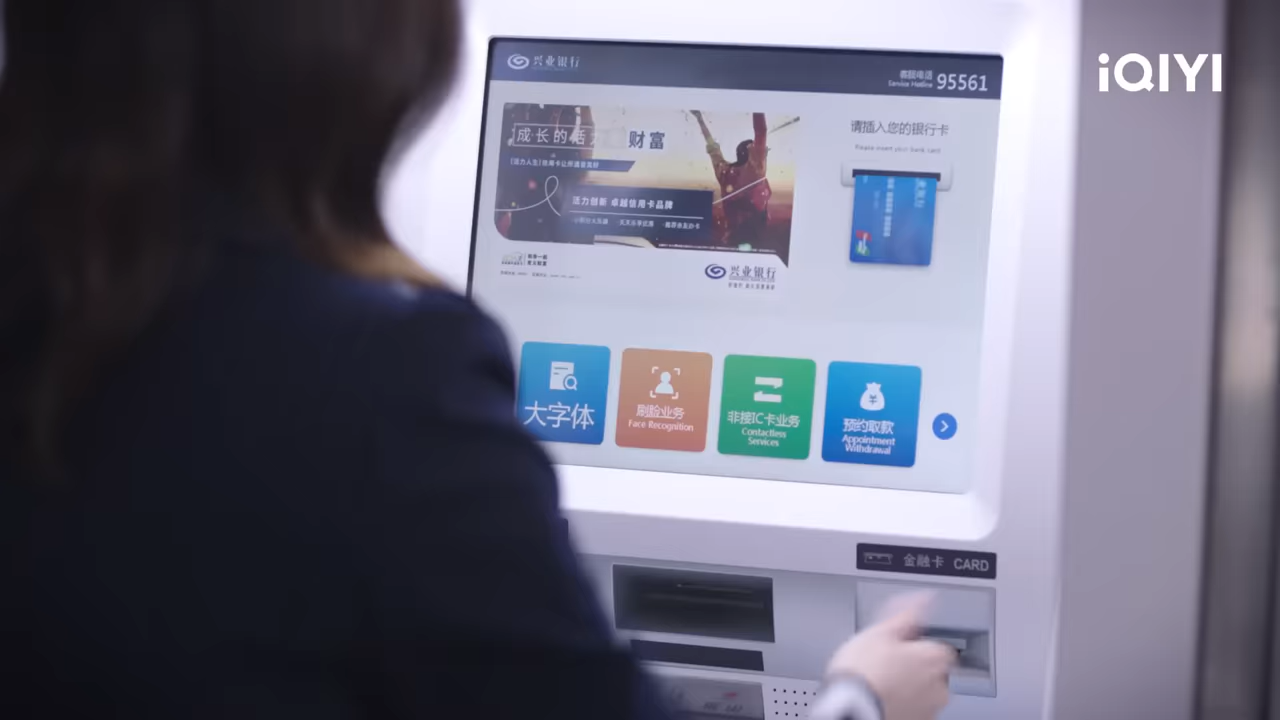 兴业银行
客服电话
Service Hotline 95561
iQIYI
成长的活力 财富
请插入您的银行卡
Please insert your bank card
活力创新 卓越信用卡品牌
兴业银行
大字体
刷脸业务
Face Recognition
非接IC卡业务
Contactless
Services
预约取款
Appointment
Withdrawal
金融卡 CARD